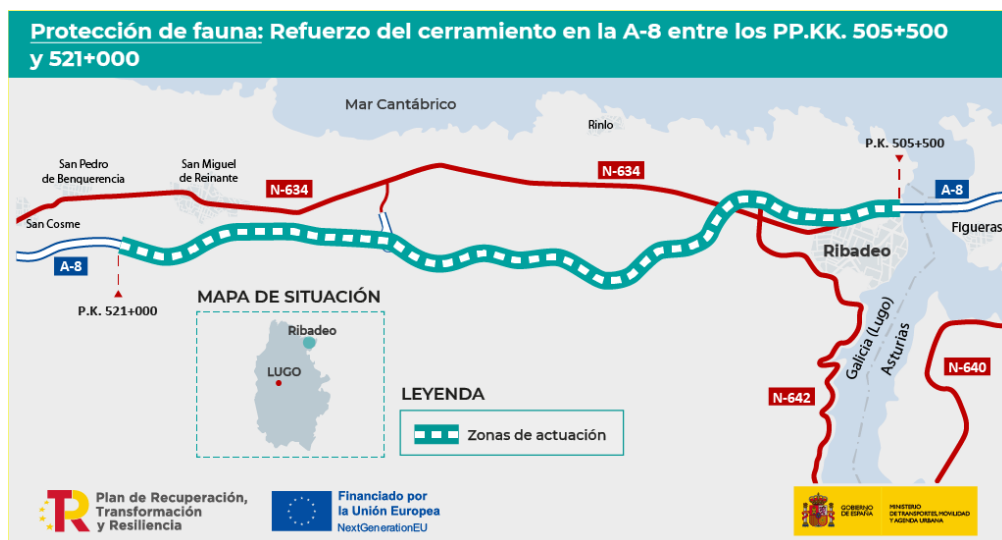 Protección de fauna: Refuerzo del cerramiento en la A-8 entre los PP.KK. 505+500
y 521+000
Mar Cantábrico
Rinlo
P.K. 505+500
San Pedro
de Benquerencia
San Miguel
de Reinante
N-634
N-634
A-8
San Cosme
Figueras
A-8
Ribadeo
P.K. 521+000
MAPA DE SITUACIÓN
Ribadeo
LUGO
Galicia (Lugo)
Asturias
N-640
N-642
LEYENDA
Zonas de actuación
Plan de Recuperación,
Transformación
y Resiliencia
Financiado por
la Unión Europea
NextGenerationEU
GOBIERNO
DE ESPAÑA
MINISTERIO
DE TRANSPORTES, MOVILIDAD
Y AGENDA URBANA